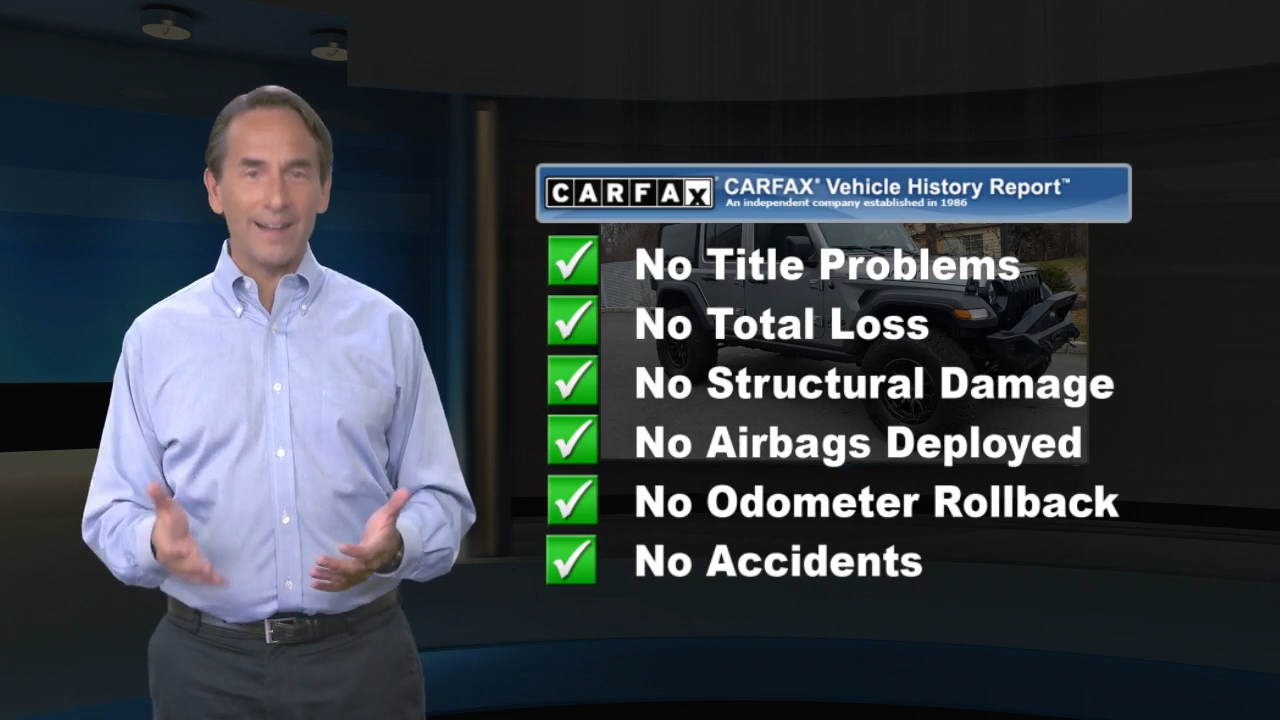 CARFAX® CARFAX® Vehicle History Report™
An independent company established in 1986
No Title Problems
No Total Loss
No Structural Damage
No Airbags Deployed
No Odometer Rollback
No Accidents